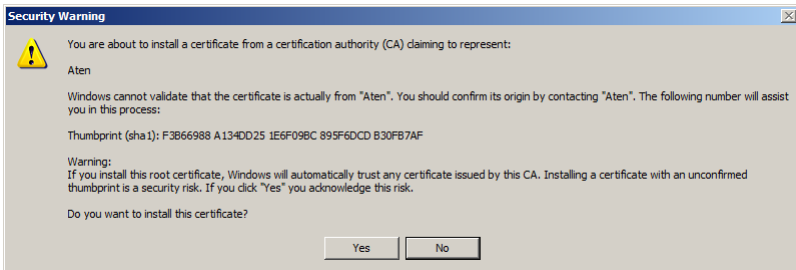 Security Warning
You are about to install a certificate from a certification authority (CA) claiming to represent:
Aten
Windows cannot validate that the certificate is actually from "Aten". You should confirm its origin by contacting "Aten". The following number will assist
you in this process:
Thumbprint (sha1): F3B66988 A134DD25 1E6F09BC 895F6DCD B30FB7AF
Warning:
If you install this root certificate, Windows will automatically trust any certificate issued by this CA. Installing a certificate with an unconfirmed
thumbprint is a security risk. If you click "Yes" you acknowledge this risk.
Do you want to install this certificate?
Yes No